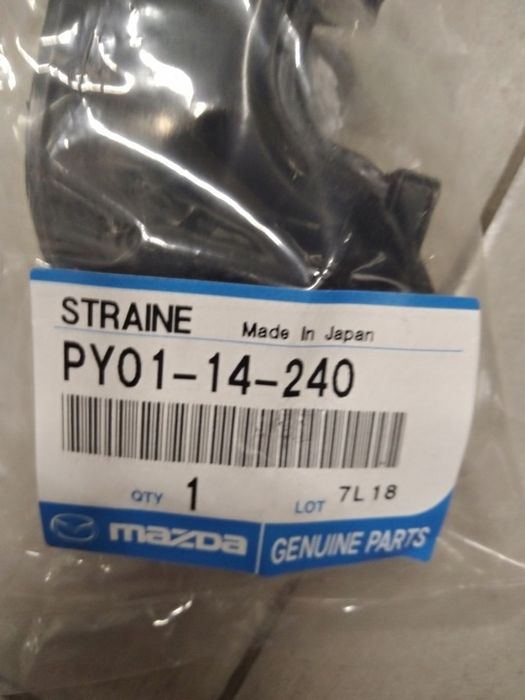 STRAINE
Made In Japan
PY01-14-240
QTY 1
LOT 7L18
mazda
GENUINE PARTS